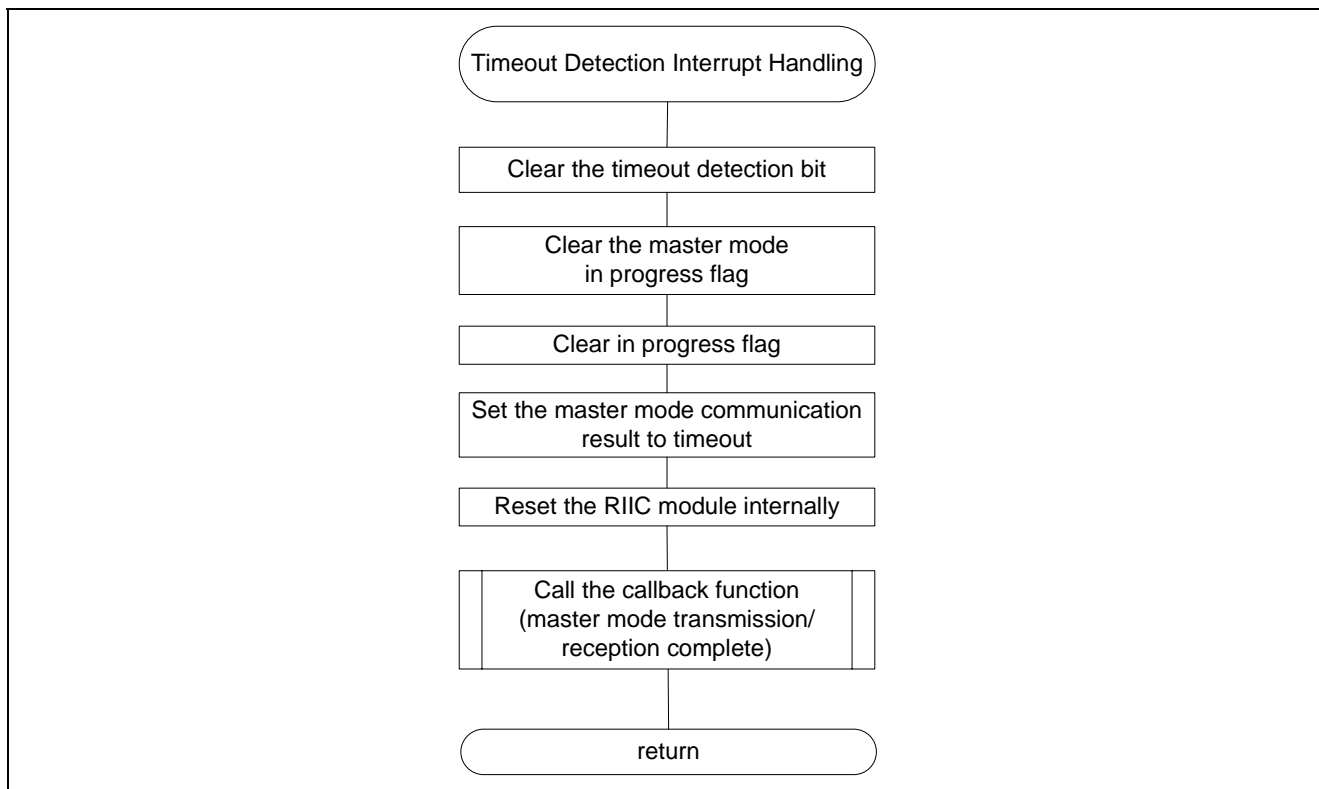 Timeout Detection Interrupt Handling
Clear the timeout detection bit
Clear the master mode
in progress flag
Clear in progress flag
Set the master mode communication
result to timeout
Reset the RIIC module internally
Call the callback function
(master mode transmission/
reception complete)
return